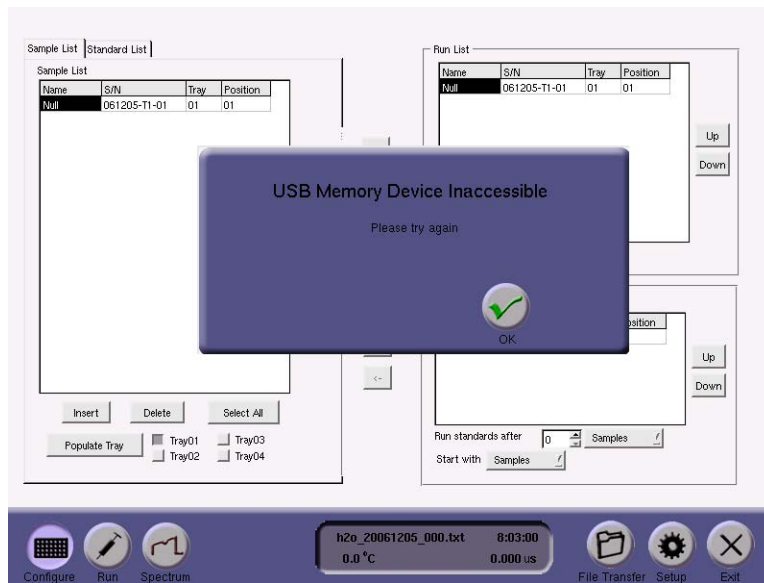 Sample List Standard List
Sample List
Name S/N Tray Position
Null 061205-T1-01 01 01
Run List
Name S/N Tray Position
Null 061205-T1-01 01 01
Up
Down
USB Memory Device Inaccessible
Please try again
OK
Up
Down
<-
Insert Delete Select All
Populate Tray Tray01 Tray03
Tray02 Tray04
Run standards after 0 Samples
Start with Samples
h2o_20061205_000.txt 8:03:00
0.0 °C 0.000 us
Configure Run Spectrum File Transfer Setup Exit